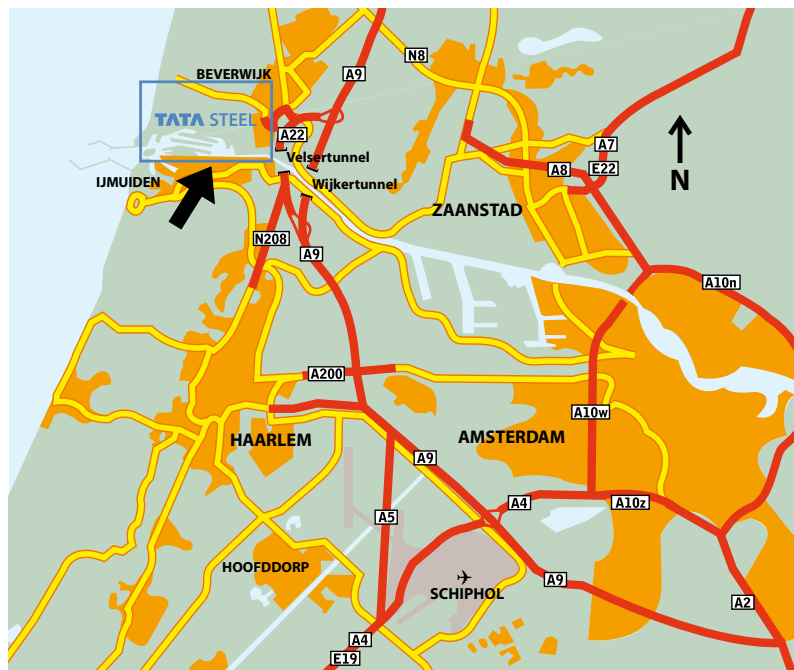 N8
BEVERWIJK
A9
TATA STEEL
A22
A7
Velsertunnel
A8
E22
IJMUIDEN
Wijkertunnel
N
ZAANSTAD
N208
A9
A10n
A200
A10w
HAARLEM
AMSTERDAM
A9
A4
A10z
A5
HOOFDDORP
A9
SCHIPHOL
A2
A4
E19